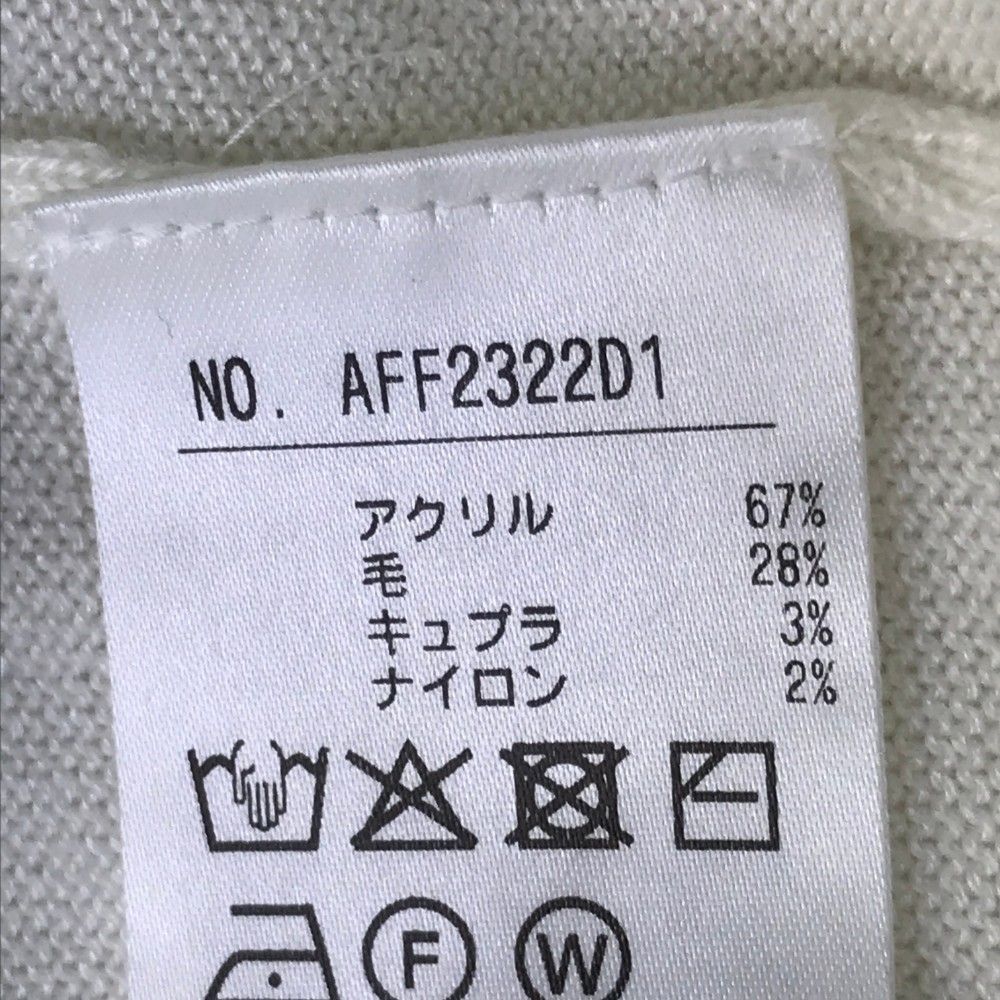 NO. AFF2322D1
アクリル 67%
毛 28%
キュプラ 3%
ナイロン 2%
F W